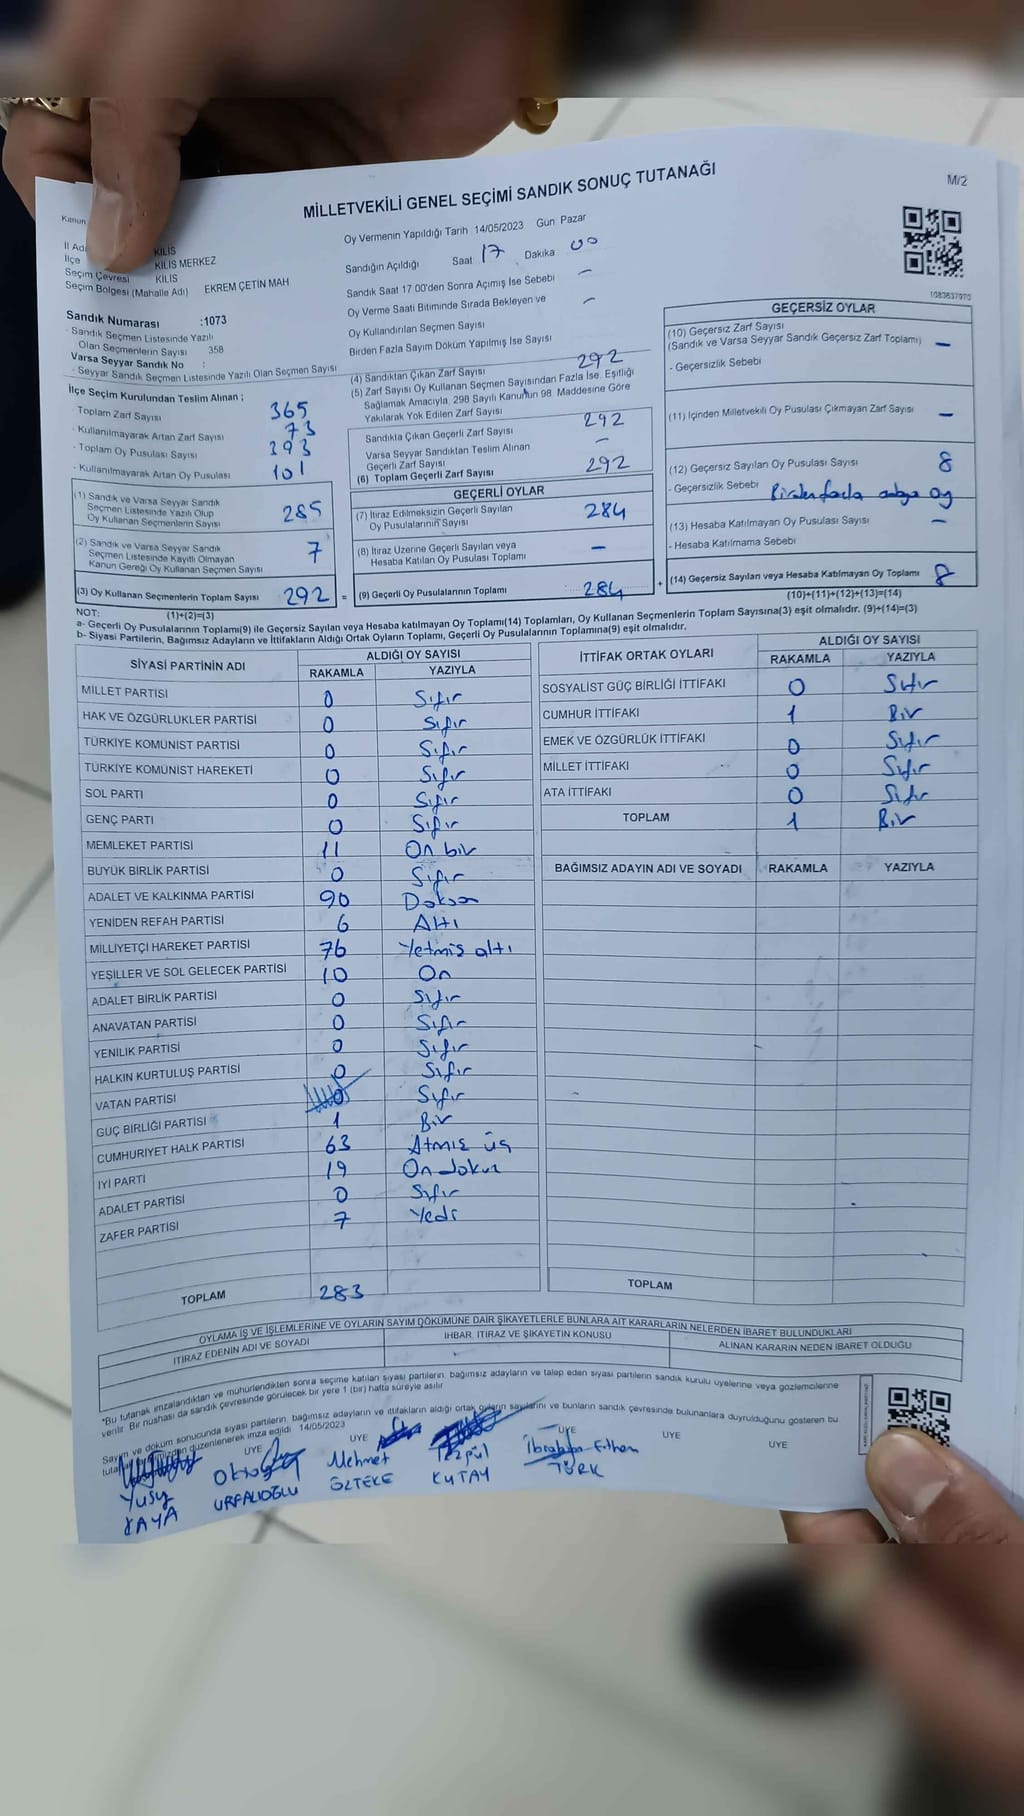 MİLLETVEKİLİ GENEL SEÇİMİ SANDIK SONUÇ TUTANAĞI
M/2
Kanun
Oy Vermenin Yapıldığı Tarih 14/05/2023 Gün Pazar
İl Adı KİLİS
İlçe KİLİS MERKEZ
Seçim Çevresi KİLİS
Seçim Bölgesi (Mahalle Adı) EKREM ÇETİN MAH
Sandığın Açıldığı Saat 17 Dakika 00
Sandık Saat 17 00'den Sonra Açımış İse Sebebi —
Oy Verme Saati Bitiminde Sırada Bekleyen ve —
Oy Kullandırılan Seçmen Sayısı
Birden Fazla Sayım Döküm Yapılmış İse Sayısı
1083637970
Sandık Numarası :1073
- Sandık Seçmen Listesinde Yazılı
Olan Seçmenlerin Sayısı 358
Varsa Seyyar Sandık No :
- Seyyar Sandık Seçmen Listesinde Yazılı Olan Seçmen Sayısı
İlçe Seçim Kurulundan Teslim Alınan ;
- Toplam Zarf Sayısı 365
- Kullanılmayarak Artan Zarf Sayısı 73
- Toplam Oy Pusulası Sayısı 393
- Kullanılmayarak Artan Oy Pusulası 101
(1) Sandık ve Varsa Seyyar Sandık
Seçmen Listesinde Yazılı Olup
Oy Kullanan Seçmenlerin Sayısı 285
(2) Sandık ve Varsa Seyyar Sandık
Seçmen Listesinde Kayıtlı Olmayan
Kanun Gereği Oy Kullanan Seçmen Sayısı 7
(3) Oy Kullanan Seçmenlerin Toplam Sayısı 292 =
(1)+(2)=(3)
(4) Sandıktan Çıkan Zarf Sayısı 292
(5) Zarf Sayısı Oy Kullanan Seçmen Sayısından Fazla İse, Eşitliği
Sağlamak Amacıyla, 298 Sayılı Kanunun 98 Maddesine Göre
Yakılarak Yok Edilen Zarf Sayısı
Sandıkta Çıkan Geçerli Zarf Sayısı 292
Varsa Seyyar Sandıktan Teslim Alınan
Geçerli Zarf Sayısı —
(6) Toplam Geçerli Zarf Sayısı 292
GEÇERLİ OYLAR
(7) İtiraz Edilmeksizin Geçerli Sayılan
Oy Pusulalarının Sayısı 284
(8) İtiraz Üzerine Geçerli Sayılan veya
Hesaba Katılan Oy Pusulası Toplamı —
(9) Geçerli Oy Pusulalarının Toplamı 284 +
GEÇERSİZ OYLAR
(10) Geçersiz Zarf Sayısı
(Sandık ve Varsa Seyyar Sandık Geçersiz Zarf Toplamı) —
- Geçersizlik Sebebi
(11) İçinden Milletvekili Oy Pusulası Çıkmayan Zarf Sayısı —
(12) Geçersiz Sayılan Oy Pusulası Sayısı 8
- Geçersizlik Sebebi Birden fazla oy
(13) Hesaba Katılmayan Oy Pusulası Sayısı —
- Hesaba Katılmama Sebebi
(14) Geçersiz Sayılan veya Hesaba Katılmayan Oy Toplamı 8
(10)+(11)+(12)+(13)=(14)
NOT:
a- Geçerli Oy Pusulalarının Toplamı(9) ile Geçersiz Sayılan veya Hesaba katılmayan Oy Toplamı(14) Toplamları, Oy Kullanan Seçmenlerin Toplam Sayısına(3) eşit olmalıdır. (9)+(14)=(3)
b- Siyasi Partilerin, Bağımsız Adayların ve İttifakların Aldığı Ortak Oyların Toplamı, Geçerli Oy Pusulalarının Toplamına(9) eşit olmalıdır.
SİYASİ PARTİNİN ADI ALDIĞI OY SAYISI
RAKAMLA YAZIYLA
MİLLET PARTİSİ 0 Sıfır
HAK VE ÖZGÜRLÜKLER PARTİSİ 0 Sıfır
TÜRKİYE KOMÜNİST PARTİSİ 0 Sıfır
TÜRKİYE KOMÜNİST HAREKETİ 0 Sıfır
SOL PARTİ 0 Sıfır
GENÇ PARTİ 0 Sıfır
MEMLEKET PARTİSİ 11 On bir
BÜYÜK BİRLİK PARTİSİ 0 Sıfır
ADALET VE KALKINMA PARTİSİ 90 Doksan
YENİDEN REFAH PARTİSİ 6 Altı
MİLLİYETÇİ HAREKET PARTİSİ 76 Yetmiş altı
YEŞİLLER VE SOL GELECEK PARTİSİ 10 On
ADALET BİRLİK PARTİSİ 0 Sıfır
ANAVATAN PARTİSİ 0 Sıfır
YENİLİK PARTİSİ 0 Sıfır
HALKIN KURTULUŞ PARTİSİ 0 Sıfır
VATAN PARTİSİ 0 Sıfır
GÜÇ BİRLİĞİ PARTİSİ 1 Bir
CUMHURİYET HALK PARTİSİ 63 Atmış üç
İYİ PARTİ 19 On dokuz
ADALET PARTİSİ 0 Sıfır
ZAFER PARTİSİ 7 Yedi
TOPLAM 283
İTTİFAK ORTAK OYLARI ALDIĞI OY SAYISI
RAKAMLA YAZIYLA
SOSYALİST GÜÇ BİRLİĞİ İTTİFAKI 0 Sıfır
CUMHUR İTTİFAKI 1 Bir
EMEK VE ÖZGÜRLÜK İTTİFAKI 0 Sıfır
MİLLET İTTİFAKI 0 Sıfır
ATA İTTİFAKI 0 Sıfır
TOPLAM 1 Bir
BAĞIMSIZ ADAYIN ADI VE SOYADI RAKAMLA YAZIYLA
TOPLAM
OYLAMA İŞ VE İŞLEMLERİNE VE OYLARIN SAYIM DÖKÜMÜNE DAİR ŞİKAYETLERLE BUNLARA AİT KARARLARIN NELERDEN İBARET BULUNDUKLARI
İTİRAZ EDENİN ADI VE SOYADI İHBAR, İTİRAZ VE ŞİKAYETİN KONUSU ALINAN KARARIN NEDEN İBARET OLDUĞU
*Bu tutanak imzalandıktan ve mühürlendikten sonra seçime katılan siyasi partilerin, bağımsız adayların ve talep eden siyasi partilerin sandık kurulu üyelerine veya gözlemcilerine
verilir Bir nüshası da sandık çevresinde görülecek bir yere 1 (bir) hafta süreyle asılır
Sayım ve döküm sonucunda siyasi partilerin, bağımsız adayların ve ittifakların aldığı ortak oyların sayılarını ve bunların sandık çevresinde bulunanlara duyrulduğunu gösteren bu
düzenlenerek imza edildi 14/05/2023
ÜYE ÜYE ÜYE ÜYE ÜYE
Yusuf
KAYA
Oktay
URFALIOĞLU
Mehmet
ÖZTEKE
KUTAY
İbrahim Ethem
TÜRK